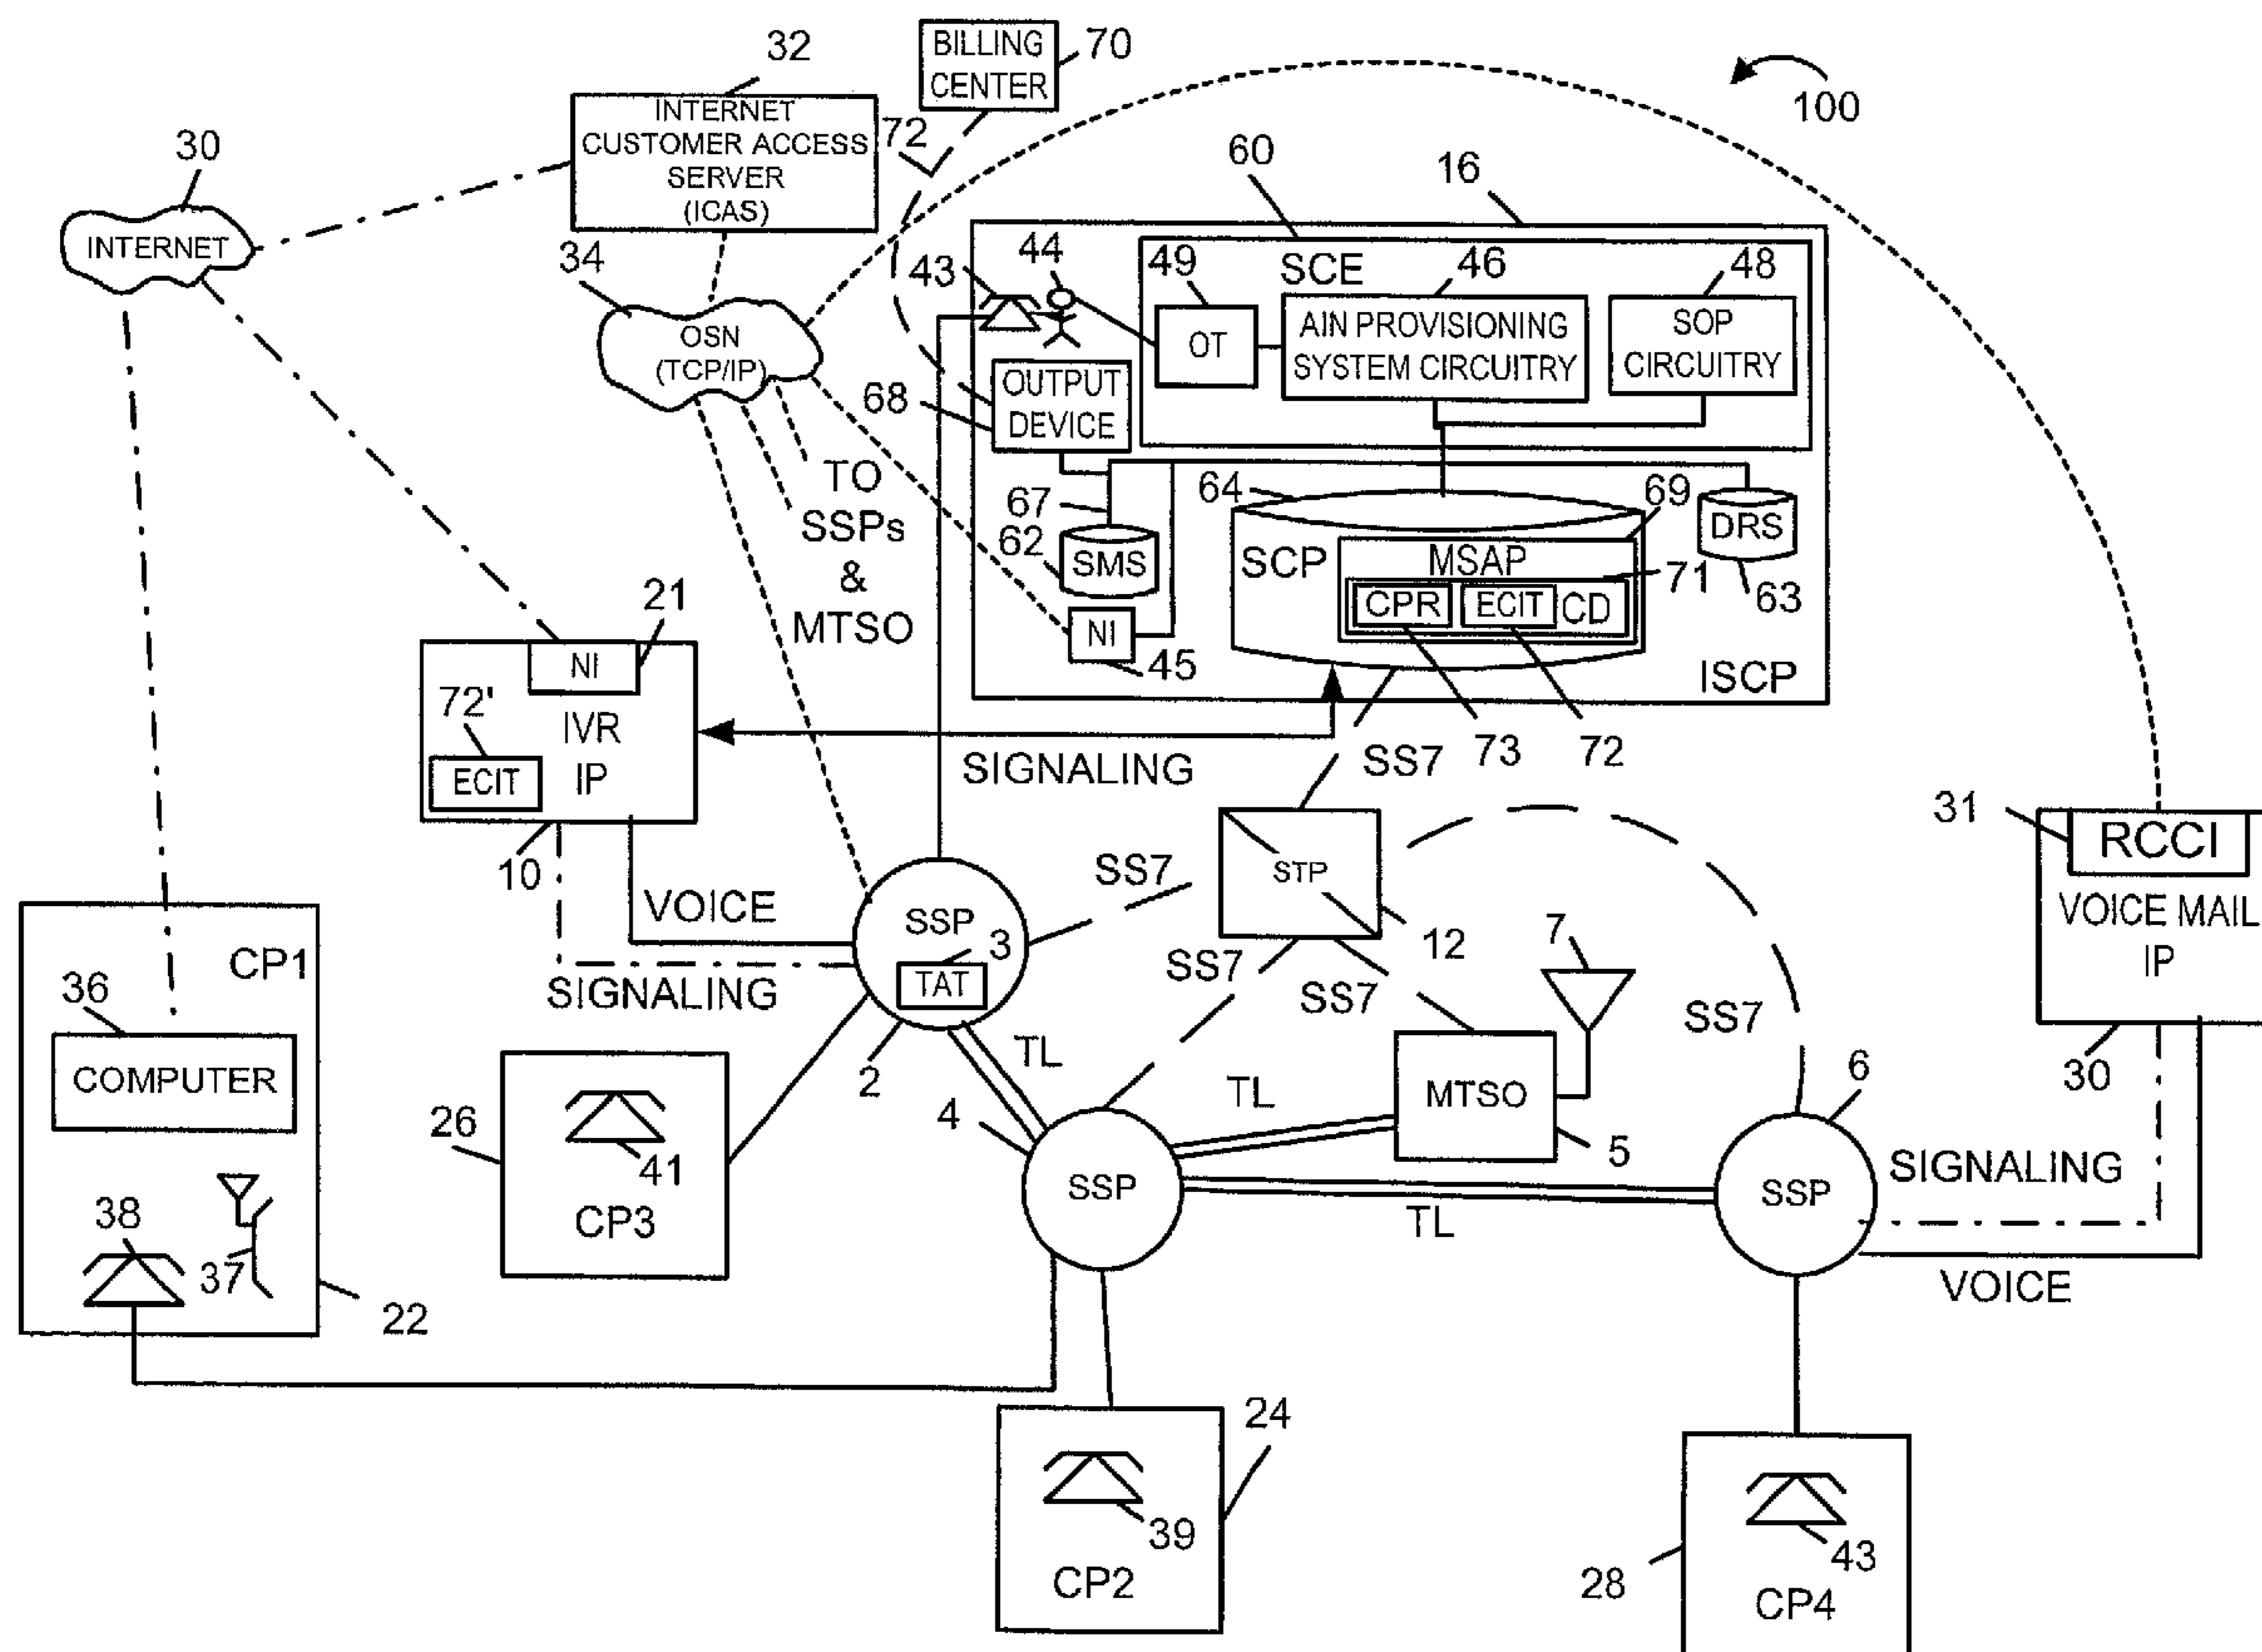 BILLING
CENTER
70
32
INTERNET
CUSTOMER ACCESS
SERVER
(ICAS)
72
100
30
INTERNET
34
OSN
(TCP/IP)
60
16
43
44
49
SCE
46
48
OT
AIN PROVISIONING
SYSTEM CIRCUITRY
SOP
CIRCUITRY
OUTPUT
DEVICE
68
TO
SSPs
&
MTSO
67
62
SMS
64
SCP
69
MSAP
71
CPR
ECIT
CD
DRS
63
NI
45
ISCP
73
72
21
NI
72'
IVR
IP
ECIT
10
SIGNALING
SS7
STP
12
SS7
SS7
SS7
SS7
31
RCCI
VOICE MAIL
IP
30
VOICE
SIGNALING
SSP
3
TAT
2
TL
7
MTSO
5
TL
4
SSP
TL
6
SSP
SIGNALING
VOICE
CP1
36
COMPUTER
38
37
22
26
41
CP3
24
39
CP2
28
43
CP4